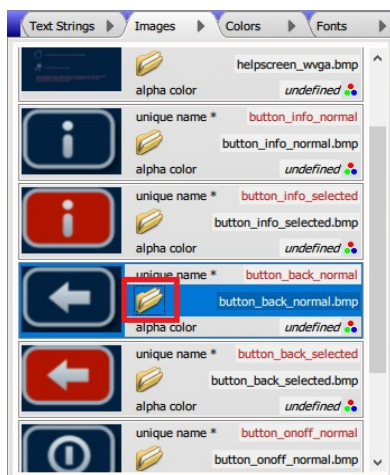 Text Strings Images Colors Fonts
helpscreen_wvga.bmp
alpha color undefined
unique name * button_info_normal
button_info_normal.bmp
alpha color undefined
unique name * button_info_selected
button_info_selected.bmp
alpha color undefined
unique name * button_back_normal
button_back_normal.bmp
alpha color undefined
unique name * button_back_selected
button_back_selected.bmp
alpha color undefined
unique name * button_onoff_normal
button_onoff_normal.bmp